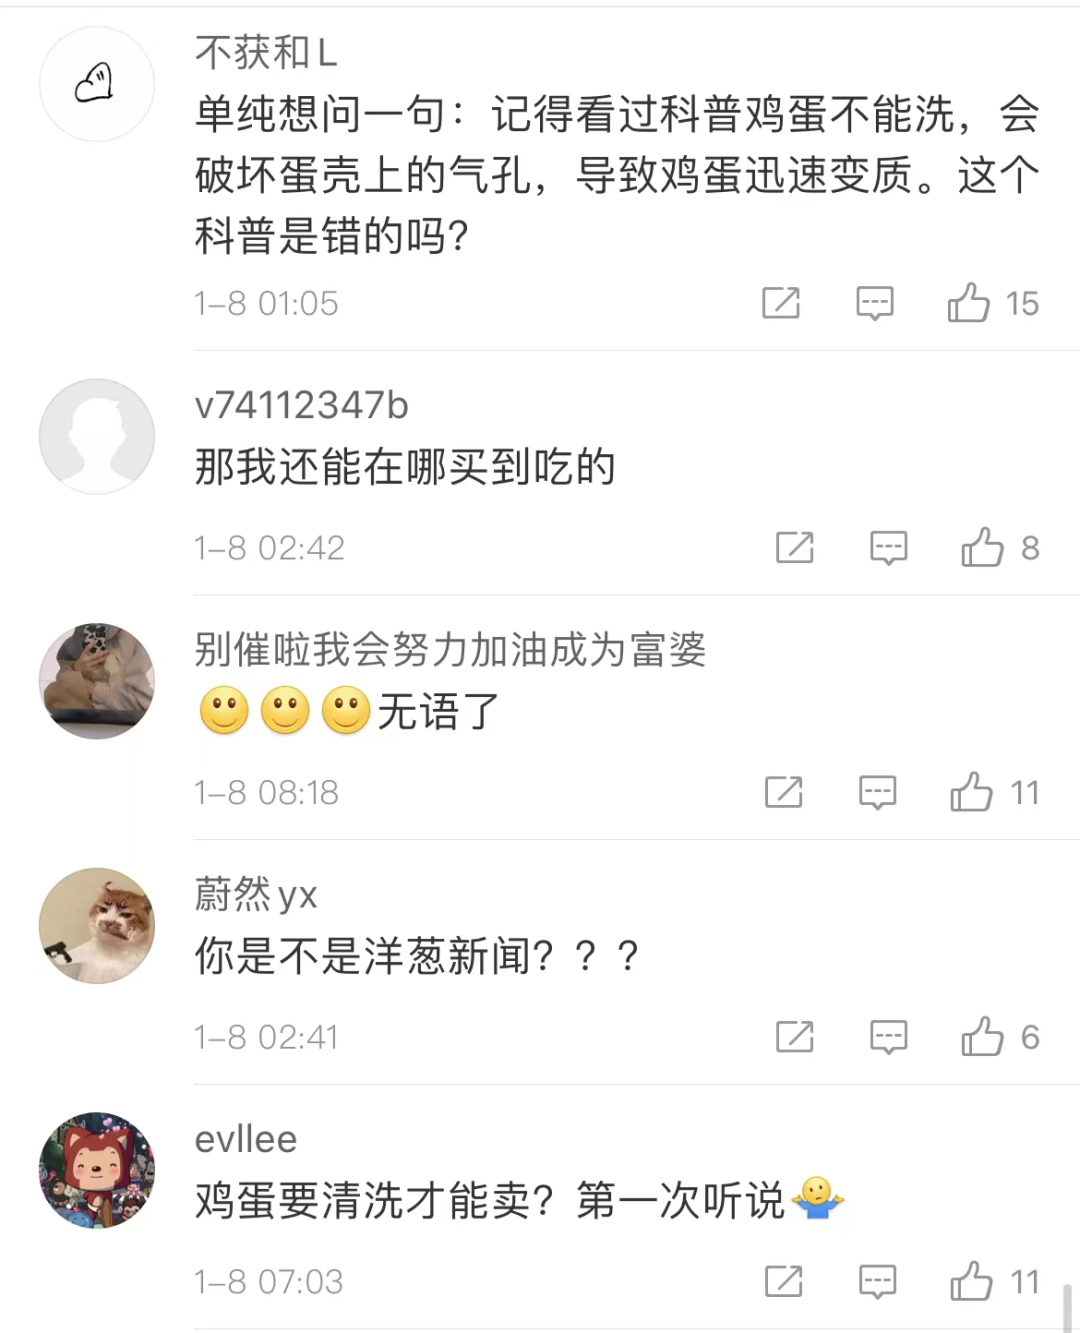 不获和L
单纯想问一句：记得看过科普鸡蛋不能洗，会
破坏蛋壳上的气孔，导致鸡蛋迅速变质。这个
科普是错的吗？
1-8 01:05
15
v74112347b
那我还能在哪买到吃的
1-8 02:42
8
别催啦我会努力加油成为富婆
无语了
1-8 08:18
11
蔚然yx
你是不是洋葱新闻？？？
1-8 02:41
6
evllee
鸡蛋要清洗才能卖？第一次听说
1-8 07:03
11